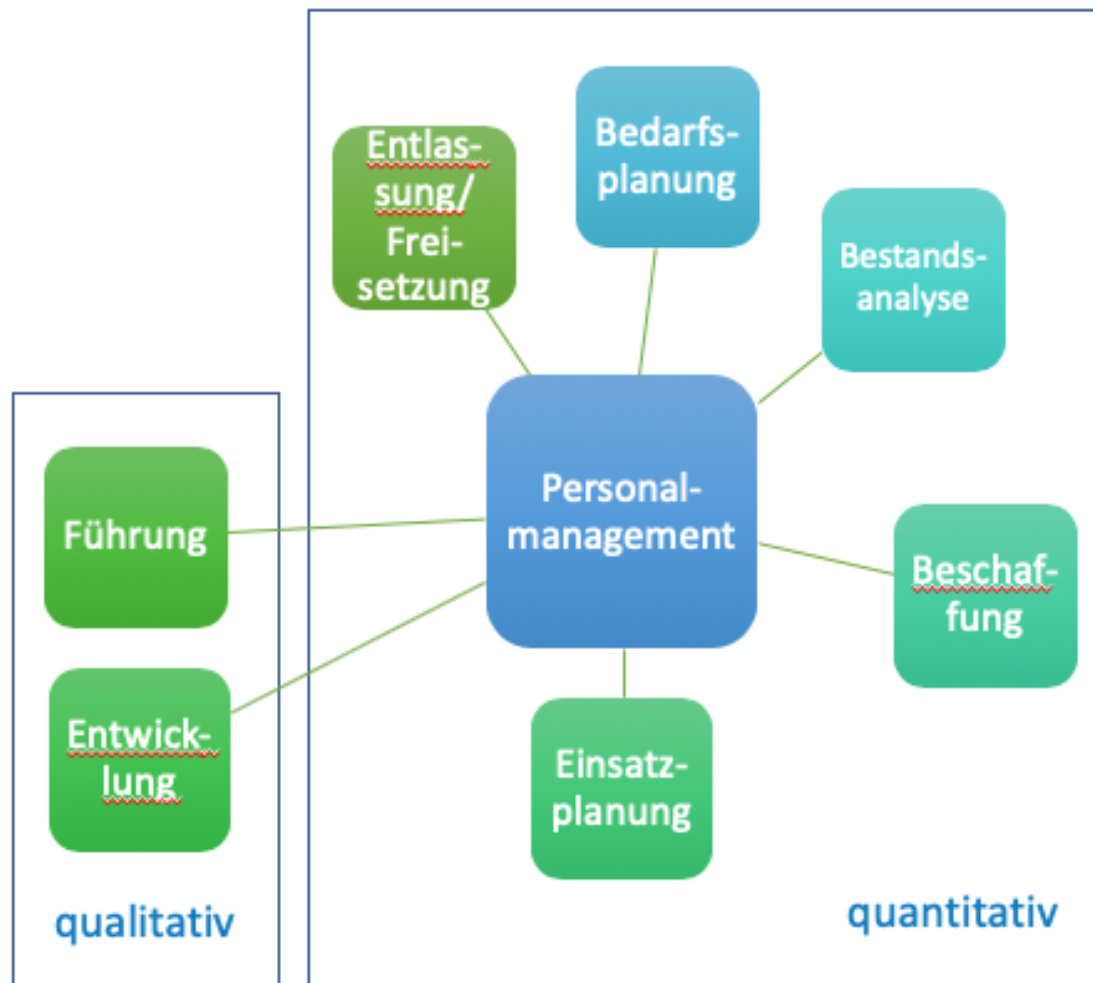 Entlas-
sung/
Frei-
setzung
Bedarfs-
planung
Bestands-
analyse
Personal-
management
Führung
Beschaf-
fung
Entwick-
lung
Einsatz-
planung
qualitativ
quantitativ